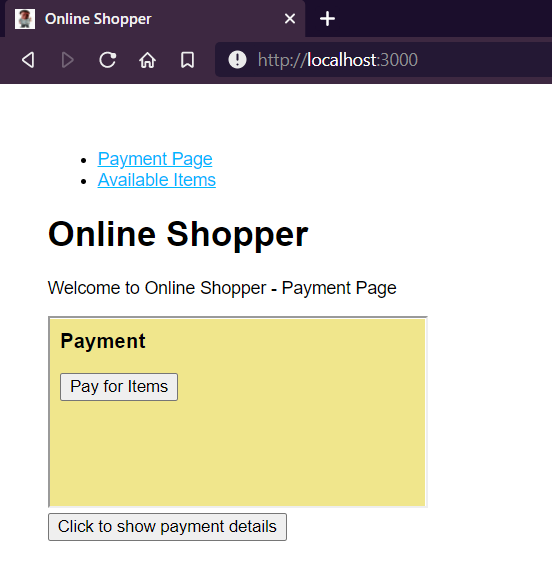 Online Shopper
http://localhost:3000
Payment Page
Available Items
Online Shopper
Welcome to Online Shopper - Payment Page
Payment
Pay for Items
Click to show payment details